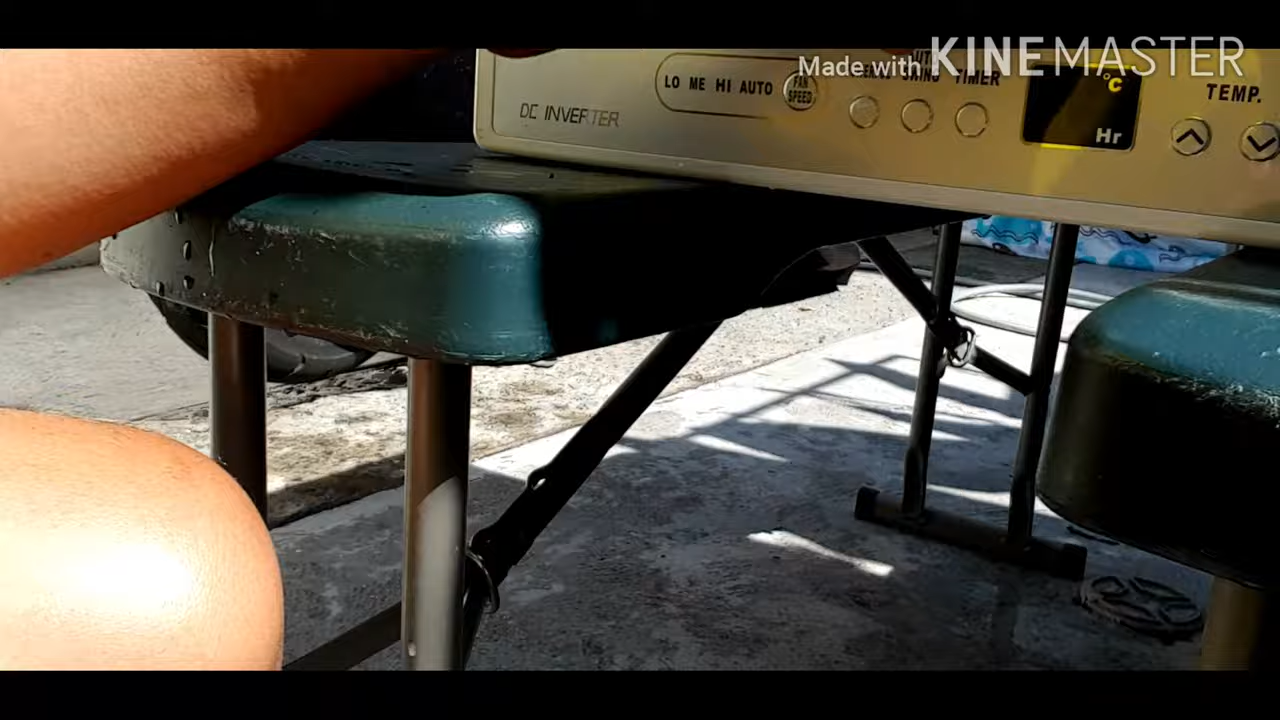 Made with KINEMASTER
LO ME HI AUTO
FAN
SPEED
SWING
TIMER
°C
Hr
TEMP.
DC INVERTER